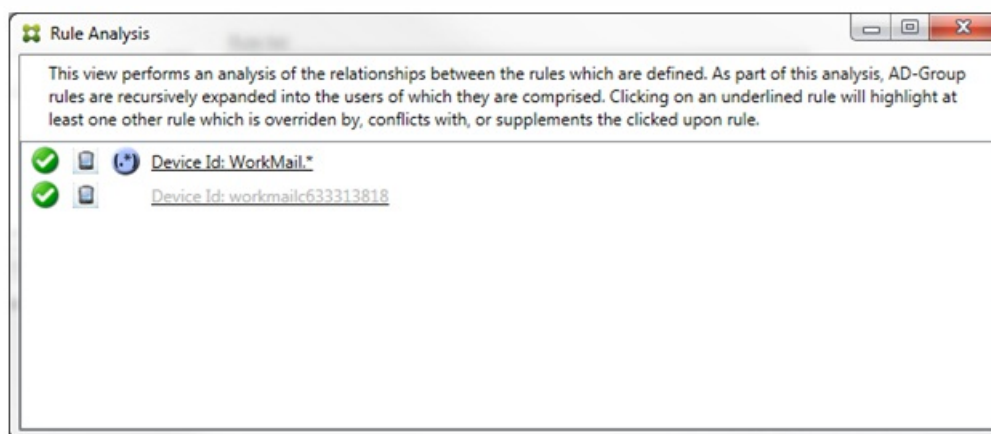 Rule Analysis
This view performs an analysis of the relationships between the rules which are defined. As part of this analysis, AD-Group
rules are recursively expanded into the users of which they are comprised. Clicking on an underlined rule will highlight at
least one other rule which is overriden by, conflicts with, or supplements the clicked upon rule.
(.*) Device Id: WorkMail.*
Device Id: workmailc633313818